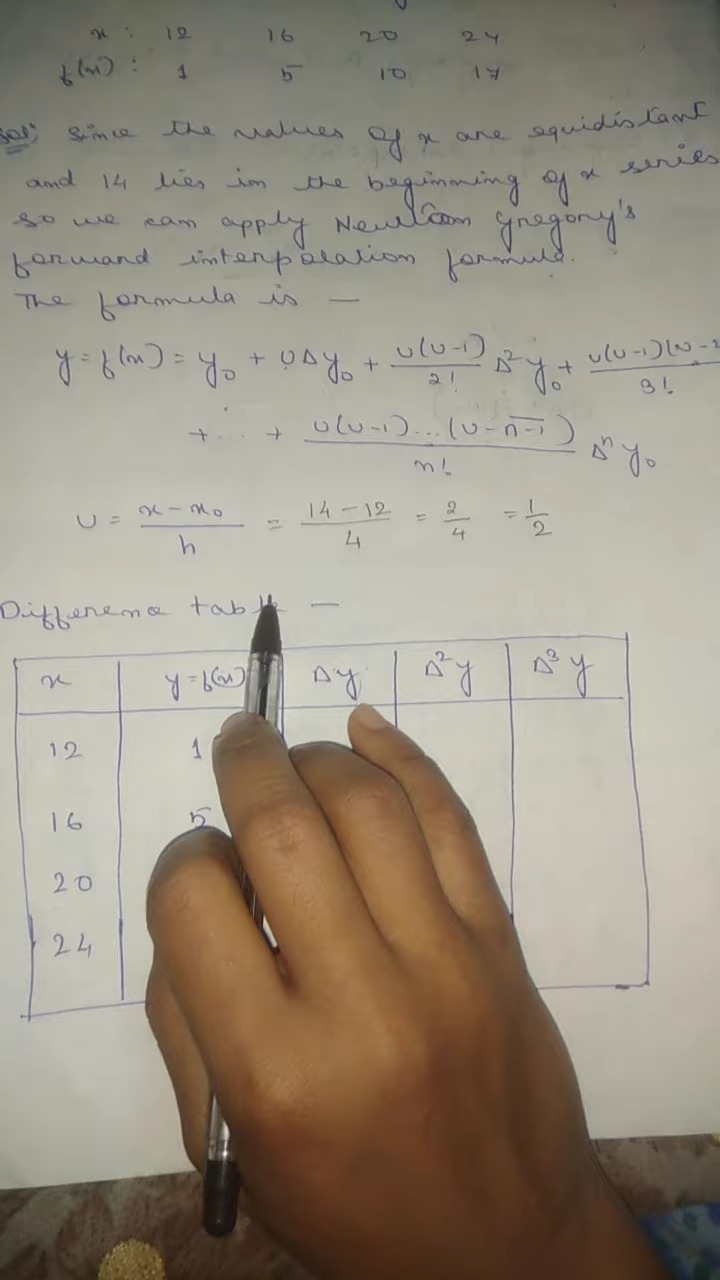 x : 12 16 20 24
f(x) : 1 5 10 17
Sol: Since the values of x are equidistant
and 14 lies in the beginning of x series
so we can apply Newton Gregory's
forward interpolation formula.
The formula is —
y = f(x) = y₀ + U Δy₀ + U(U-1)/2! Δ²y₀ + U(U-1)(U-2/3!
+ ... + U(U-1)...(U-n̅-̅1̅)/n! Δⁿy₀
U = x-x₀/h = 14-12/4 = 2/4 = 1/2
Difference table —
x y=f(x) Δy Δ²y Δ³y
12 1
16 5
20
24